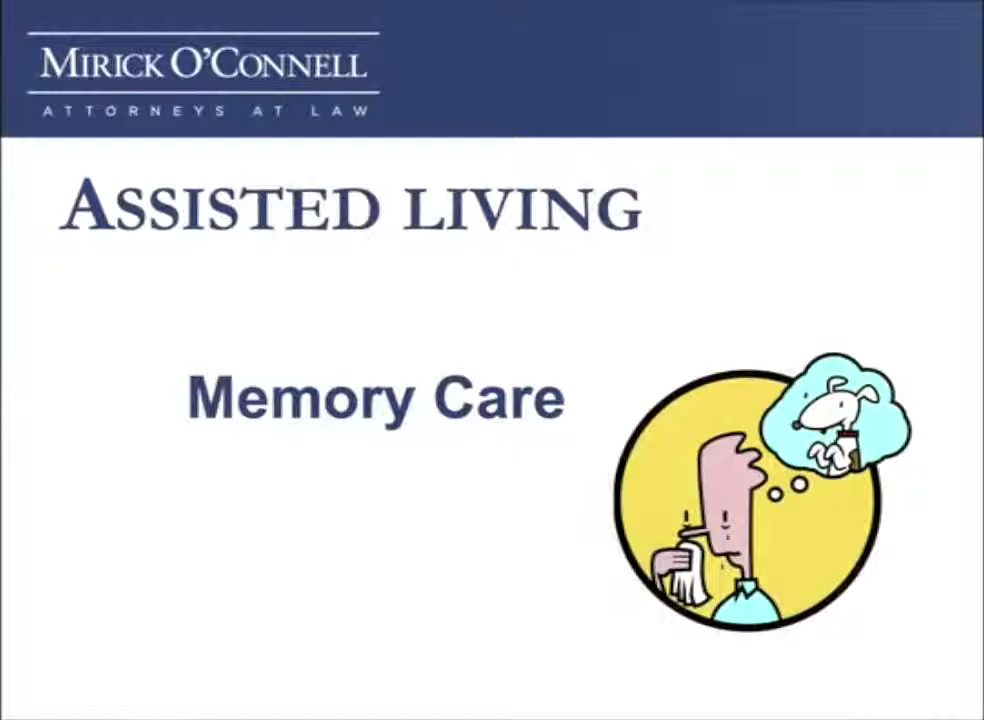 MIRICK O'CONNELL
ATTORNEYS AT LAW
ASSISTED LIVING
Memory Care